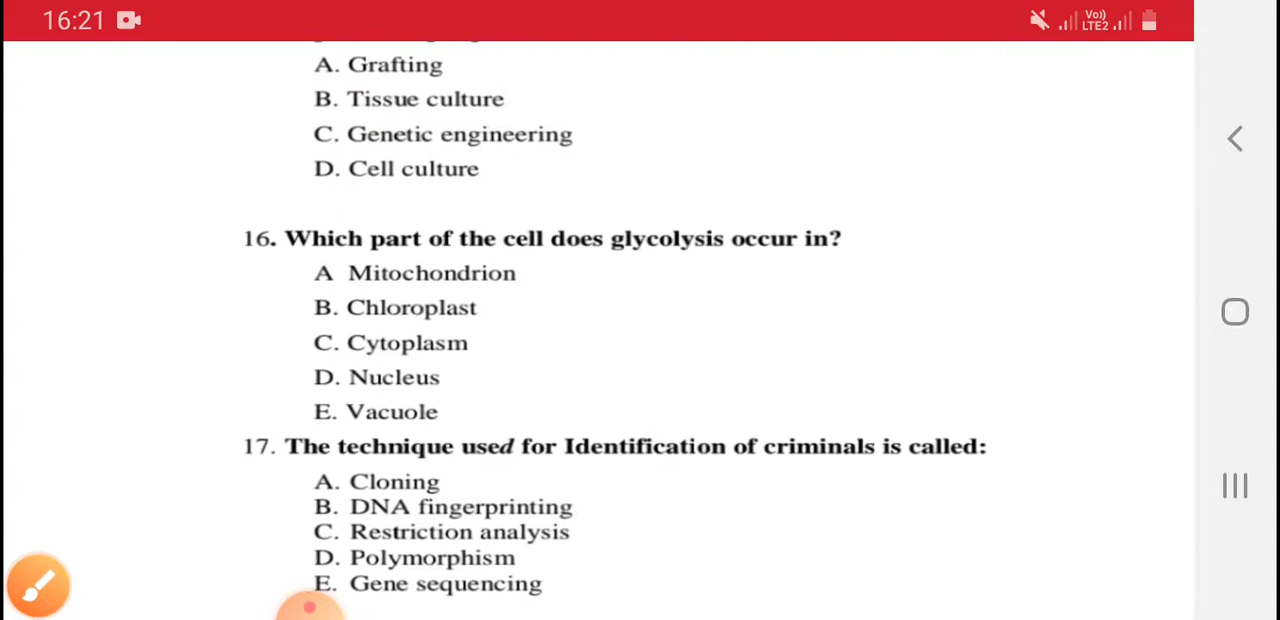 16:21
Vo))
LTE2
A. Grafting
B. Tissue culture
C. Genetic engineering
D. Cell culture
16. Which part of the cell does glycolysis occur in?
A Mitochondrion
B. Chloroplast
C. Cytoplasm
D. Nucleus
E. Vacuole
17. The technique used for Identification of criminals is called:
A. Cloning
B. DNA fingerprinting
C. Restriction analysis
D. Polymorphism
E. Gene sequencing